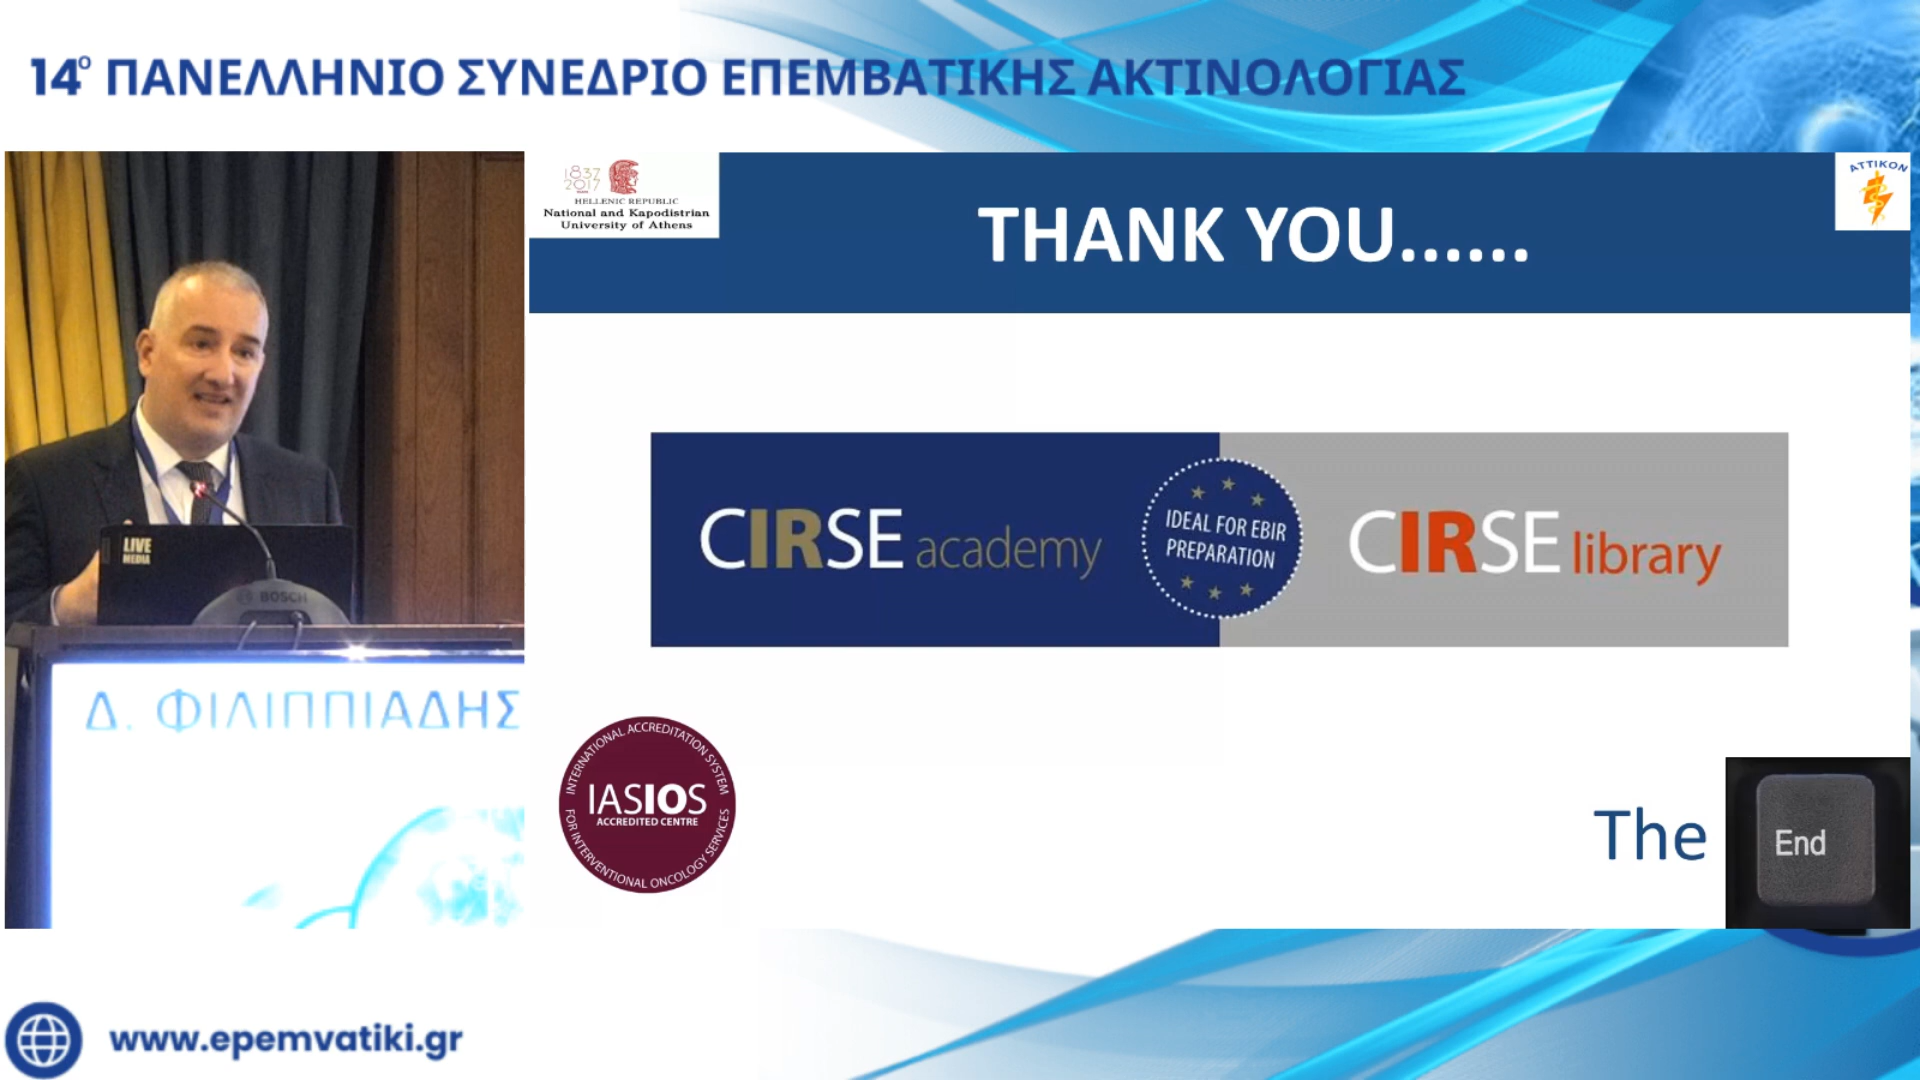 14ο ΠΑΝΕΛΛΗΝΙΟ ΣΥΝΕΔΡΙΟ ΕΠΕΜΒΑΤΙΚΗΣ ΑΚΤΙΝΟΛΟΓΙΑΣ
1837
2017
HELLENIC REPUBLIC
National and Kapodistrian
University of Athens
THANK YOU......
ΑΤΤΙΚΟΝ
CIRSE academy
IDEAL FOR EBIR
PREPARATION
CIRSE library
LIVE
MEDIA
BOSCH
Δ. ΦΙΛΙΠΠΙΑΔΗΣ
INTERNATIONAL ACCREDITATION SYSTEM
IASIOS
ACCREDITED CENTRE
FOR INTERVENTIONAL ONCOLOGY SERVICES
The End
www.epemvatiki.gr